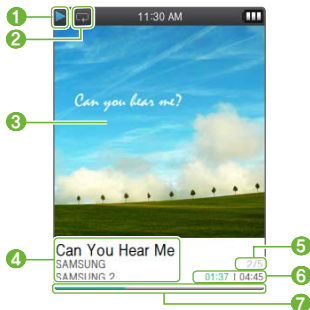 1
11:30 AM
2
Can you hear me?
3
Can You Hear Me
5
4
SAMSUNG
2/5
6
SAMSUNG 2
01:37 | 04:45
7